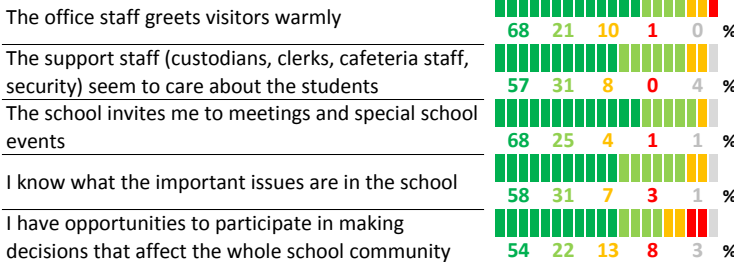 The office staff greets visitors warmly
68 21 10 1 0 %
The support staff (custodians, clerks, cafeteria staff,
security) seem to care about the students
57 31 8 0 4 %
The school invites me to meetings and special school
events
68 25 4 1 1 %
I know what the important issues are in the school
58 31 7 3 1 %
I have opportunities to participate in making
decisions that affect the whole school community
54 22 13 8 3 %